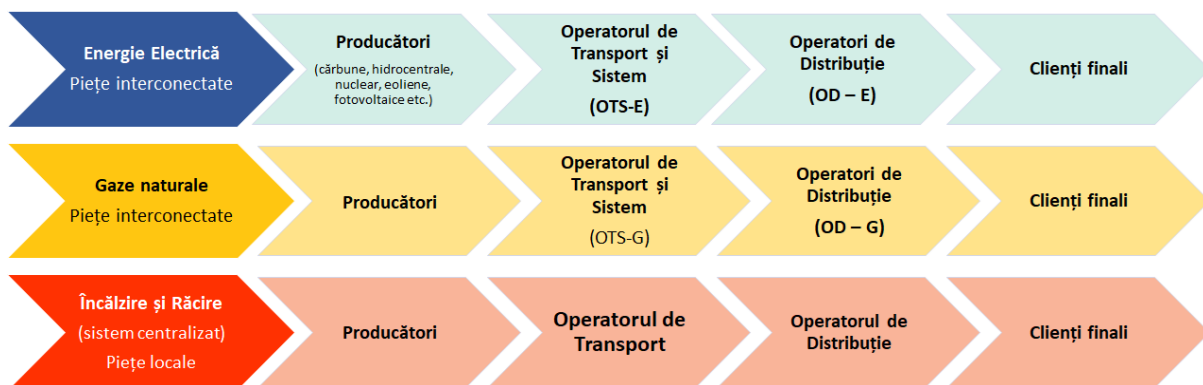 Energie Electrică
Piețe interconectate
Producători
(cărbune, hidrocentrale,
nuclear, eoliene,
fotovoltaice etc.)
Operatorul de
Transport și
Sistem
(OTS-E)
Operatori de
Distribuție
(OD – E)
Clienți finali
Gaze naturale
Piețe interconectate
Producători
Operatorul de
Transport și
Sistem
(OTS-G)
Operatori de
Distribuție
(OD – G)
Clienți finali
Încălzire și Răcire
(sistem centralizat)
Piețe locale
Producători
Operatorul de
Transport
Operatorul de
Distribuție
Clienți finali